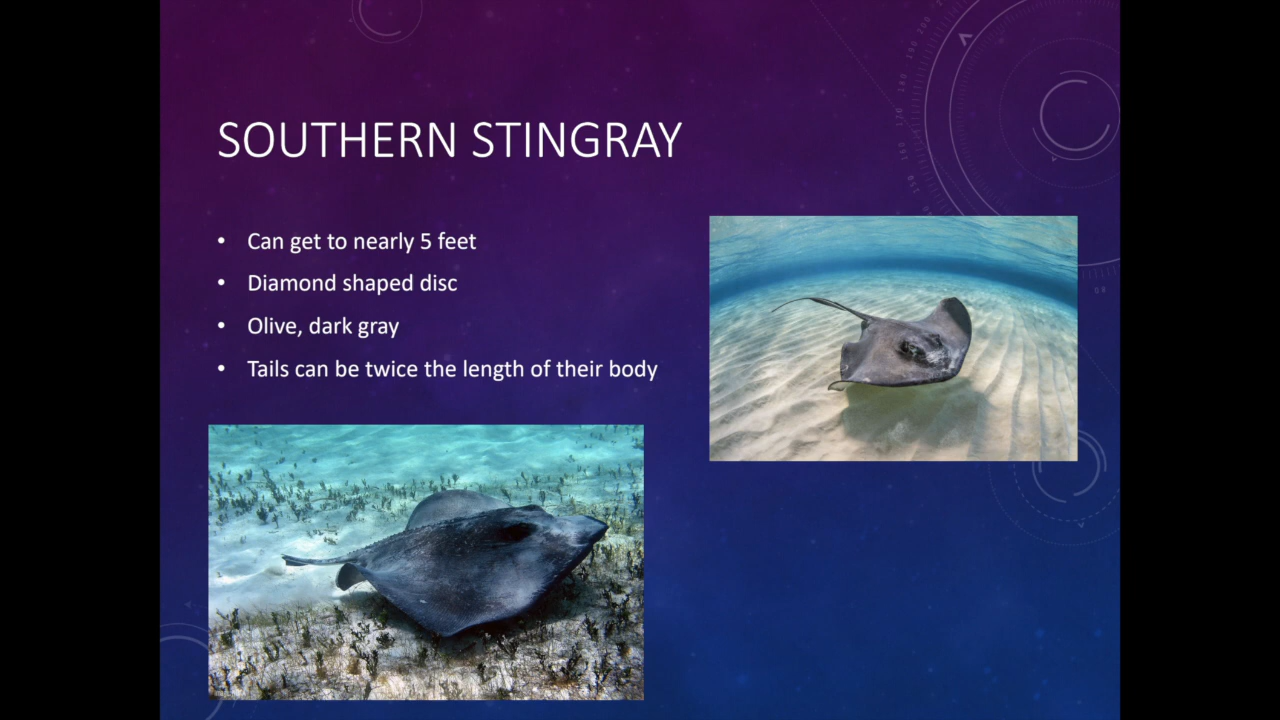 SOUTHERN STINGRAY
• Can get to nearly 5 feet
• Diamond shaped disc
• Olive, dark gray
• Tails can be twice the length of their body